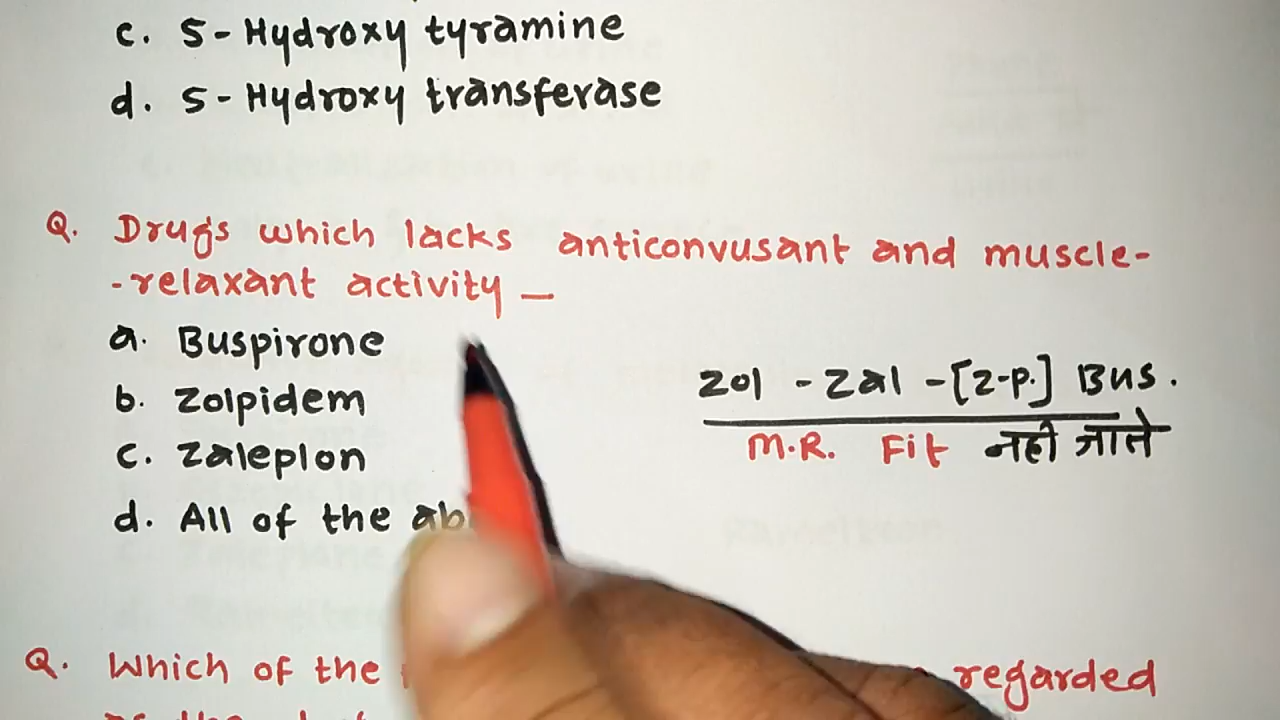 c. 5-Hydroxy tyramine
d. 5-Hydroxy transferase
Q. Drugs which lacks anticonvusant and muscle-
-relaxant activity —
a. Buspirone
b. Zolpidem
c. Zaleplon
d. All of the
Zol - Zal - [Z-P.] Bus.
M.R. Fit नही जाते
Q. Which of the regarded